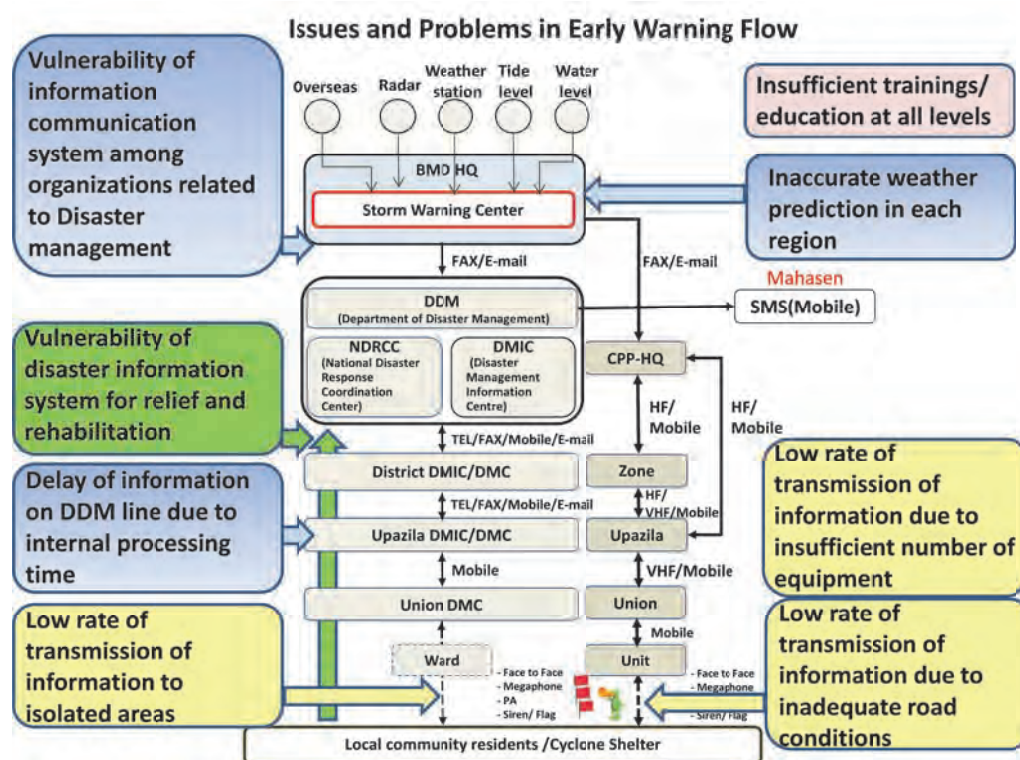 Issues and Problems in Early Warning Flow
Vulnerability of
information
communication
system among
organizations related
to Disaster
management
Overseas
Radar
Weather
station
Tide
level
Water
level
Insufficient trainings/
education at all levels
BMD HQ
Storm Warning Center
Inaccurate weather
prediction in each
region
FAX/E-mail
FAX/E-mail
Mahasen
SMS(Mobile)
DDM
(Department of Disaster Management)
NDRCC
(National Disaster
Response
Coordination
Center)
DMIC
(Disaster
Management
Information
Centre)
CPP-HQ
Vulnerability of
disaster information
system for relief and
rehabilitation
HF/
Mobile
HF/
Mobile
TEL/FAX/Mobile/E-mail
District DMIC/DMC
Zone
Delay of information
on DDM line due to
internal processing
time
TEL/FAX/Mobile/E-mail
HF/
VHF/Mobile
Upazila DMIC/DMC
Upazila
Low rate of
transmission of
information due to
insufficient number of
equipment
Mobile
VHF/Mobile
Union DMC
Union
Mobile
Low rate of
transmission of
information to
isolated areas
Ward
Unit
- Face to Face
- Megaphone
- PA
- Siren/ Flag
- Face to Face
- Megaphone
- Siren/ Flag
Low rate of
transmission of
information due to
inadequate road
conditions
Local community residents /Cyclone Shelter